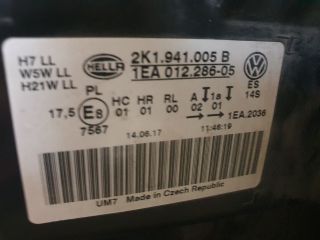 H7 LL
W5W LL
H21W LL
HELLA
2K1.941.005 B
1EA 012.286-05
PL
HC HR RL A 1a
ES
14S
17,5 E8 01 01 00 02 01 1EA.2036
7567
14.06.17 11:46:19
UM7 Made in Czech Republic